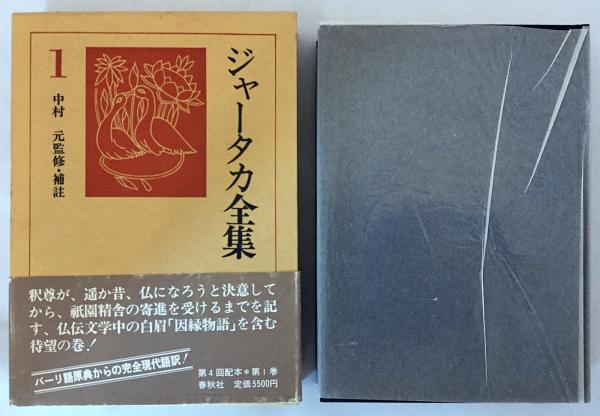 ジャータカ全集
1
中村 元監修・補註
釈尊が、遥か昔、仏になろうと決意して
から、祇園精舎の寄進を受けるまでを記
す、仏伝文学中の白眉「因縁物語」を含む
待望の巻!
パーリ語原典からの完全現代語訳!
第4回配本*第1巻
春秋社 定価5500円